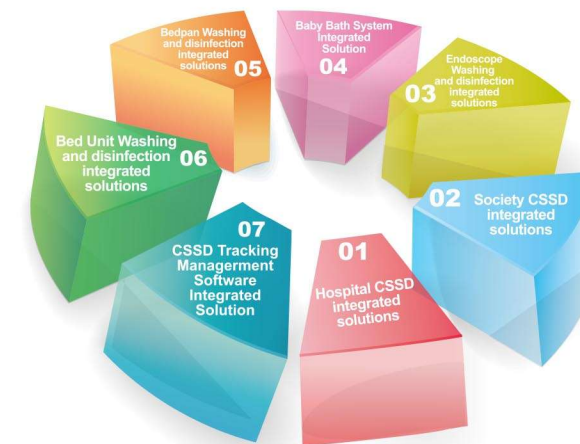 01
Hospital CSSD
integrated
solutions
02
Society CSSD
integrated
solutions
03
Endoscope
Washing
and disinfection
integrated
solutions
04
Baby Bath System
Integrated
Solution
05
Bedpan Washing
and disinfection
integrated
solutions
06
Bed Unit Washing
and disinfection
integrated
solutions
07
CSSD Tracking
Managerment
Software
Integrated
Solution